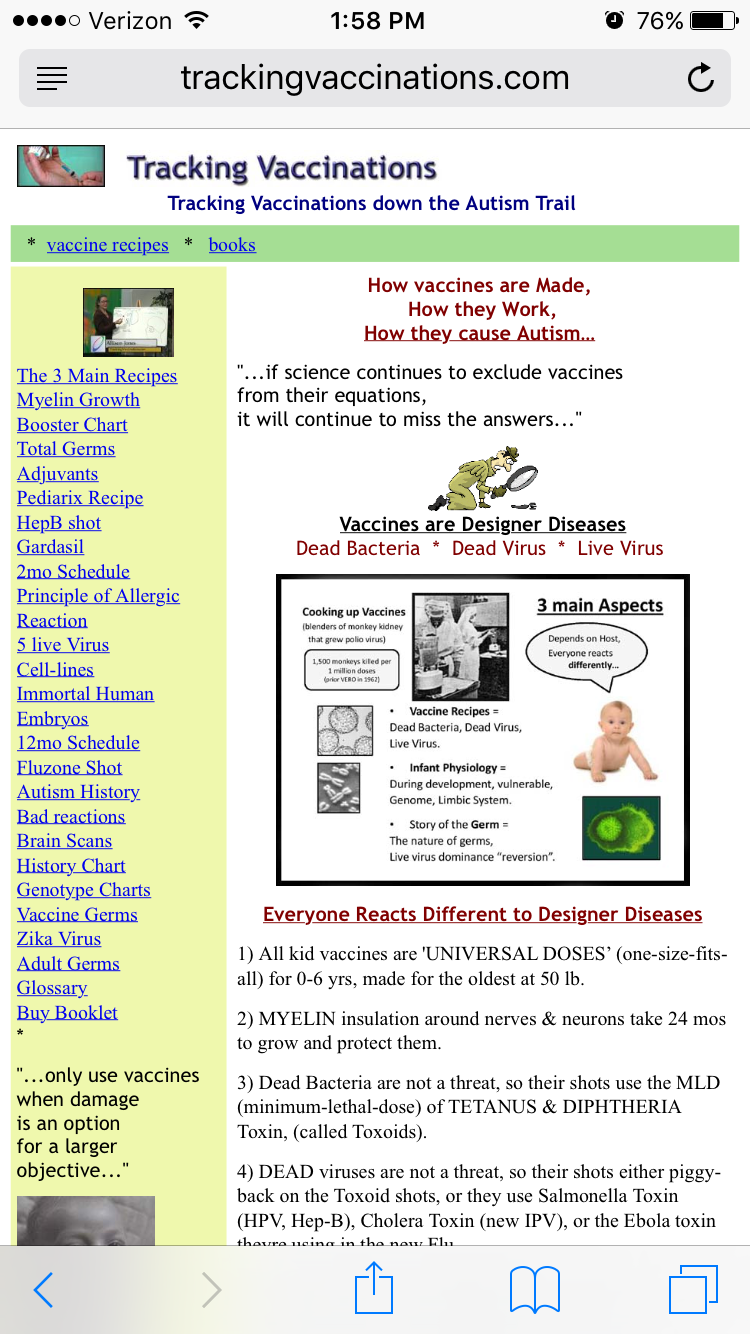 Verizon
1:58 PM
76%
trackingvaccinations.com
Tracking Vaccinations
Tracking Vaccinations down the Autism Trail
* vaccine recipes * books
The 3 Main Recipes
Myelin Growth
Booster Chart
Total Germs
Adjuvants
Pediarix Recipe
HepB shot
Gardasil
2mo Schedule
Principle of Allergic
Reaction
5 live Virus
Cell-lines
Immortal Human
Embryos
12mo Schedule
Fluzone Shot
Autism History
Bad reactions
Brain Scans
History Chart
Genotype Charts
Vaccine Germs
Zika Virus
Adult Germs
Glossary
Buy Booklet
*
"...only use vaccines
when damage
is an option
for a larger
objective..."
How vaccines are Made,
How they Work,
How they cause Autism...
"...if science continues to exclude vaccines
from their equations,
it will continue to miss the answers..."
Vaccines are Designer Diseases
Dead Bacteria * Dead Virus * Live Virus
Cooking up Vaccines
(blenders of monkey kidney
that grew polio virus)
1,500 monkeys killed per
1 million doses
(prior VERO in 1962)
3 main Aspects
Depends on Host,
Everyone reacts
differently...
• Vaccine Recipes =
Dead Bacteria, Dead Virus,
Live Virus.
• Infant Physiology =
During development, vulnerable,
Genome, Limbic System.
• Story of the Germ =
The nature of germs,
Live virus dominance “reversion”.
Everyone Reacts Different to Designer Diseases
1) All kid vaccines are 'UNIVERSAL DOSES’ (one-size-fits-
all) for 0-6 yrs, made for the oldest at 50 lb.
2) MYELIN insulation around nerves & neurons take 24 mos
to grow and protect them.
3) Dead Bacteria are not a threat, so their shots use the MLD
(minimum-lethal-dose) of TETANUS & DIPHTHERIA
Toxin, (called Toxoids).
4) DEAD viruses are not a threat, so their shots either piggy-
back on the Toxoid shots, or they use Salmonella Toxin
(HPV, Hep-B), Cholera Toxin (new IPV), or the Ebola toxin
theyre using in the new Flu